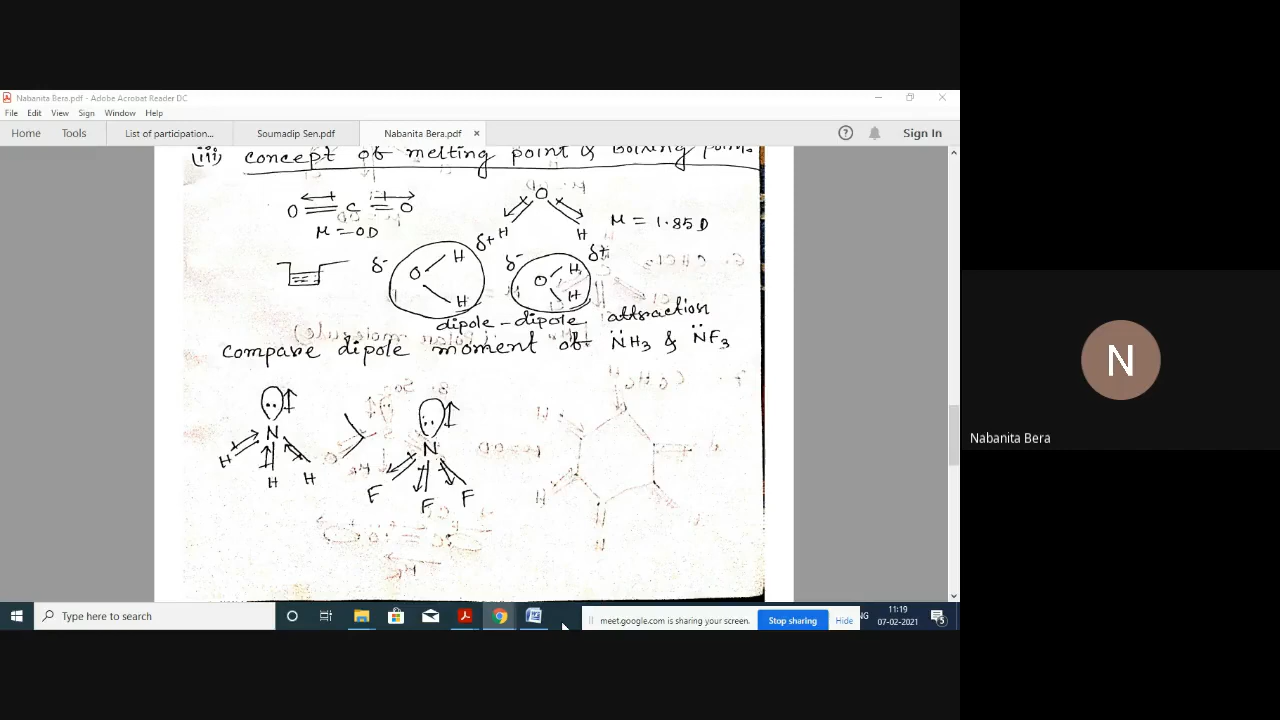 Nabanita Bera.pdf - Adobe Acrobat Reader DC
File Edit View Sign Window Help
Home Tools List of participation... Soumadip Sen.pdf Nabanita Bera.pdf × ? Sign In
(iii) concept of melting point & boiling point.
O C O
O
H H
μ = 0D
μ = 1.85D
δ- O H H δ+ δ- O H H δ+
dipole - dipole attraction
compare dipole moment of N̈H₃ & N̈F₃
N N
H H H
F F F
Nabanita Bera
N
Type here to search
meet.google.com is sharing your screen. Stop sharing Hide
11:19
07-02-2021
5